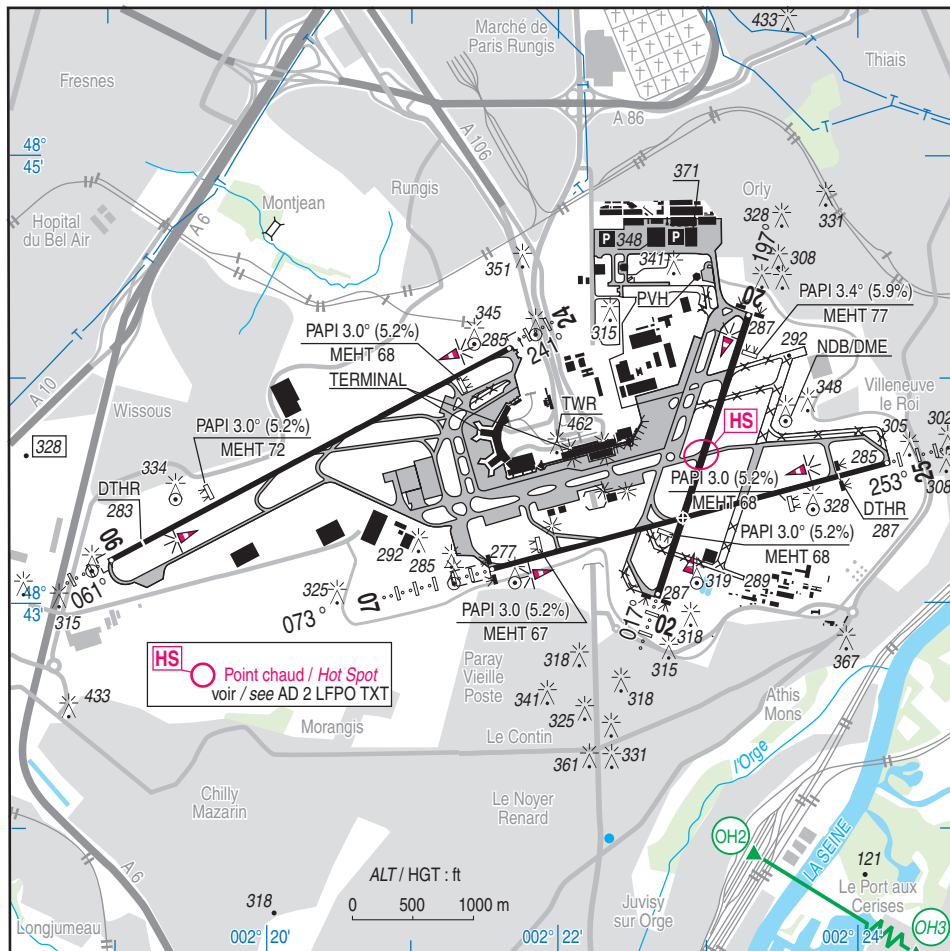 433
Marché de
Paris Rungis
Thiais
Fresnes
A 86
A 106
48°
45'
371
Orly
Rungis
Montjean
328
331
Hopital
du Bel Air
A 6
P
348
P
197°
341
308
351
PVH
20
PAPI 3.4° (5.9%)
MEHT 77
345
315
24
287
PAPI 3.0° (5.2%)
MEHT 68
285
241°
292
NDB/DME
A 10
TERMINAL
Wissous
TWR
462
348
Villeneuve
le Roi
328
PAPI 3.0° (5.2%)
MEHT 72
HS
305
302
334
285
25
PAPI 3.0 (5.2%)
MEHT 68
253°
308
DTHR
283
328
DTHR
287
06
292
285
277
PAPI 3.0° (5.2%)
MEHT 68
061°
325
07
319
289
48°
43'
315
073°
PAPI 3.0 (5.2%)
MEHT 67
287
017°
02
318
315
367
HS
Point chaud / Hot Spot
voir / see AD 2 LFPO TXT
Paray
Vieille
Poste
318
341
318
433
325
Athis
Mons
Morangis
Le Contin
361
331
l'Orge
Chilly
Mazarin
Le Noyer
Renard
OH2
LA SEINE
A 6
ALT / HGT : ft
121
0 500 1000 m
Le Port aux
Cerises
318
Juvisy
sur Orge
Longjumeau
OH3
002° 20
002° 22
002° 24
T
T
T
T
T
T
T
T
T
T